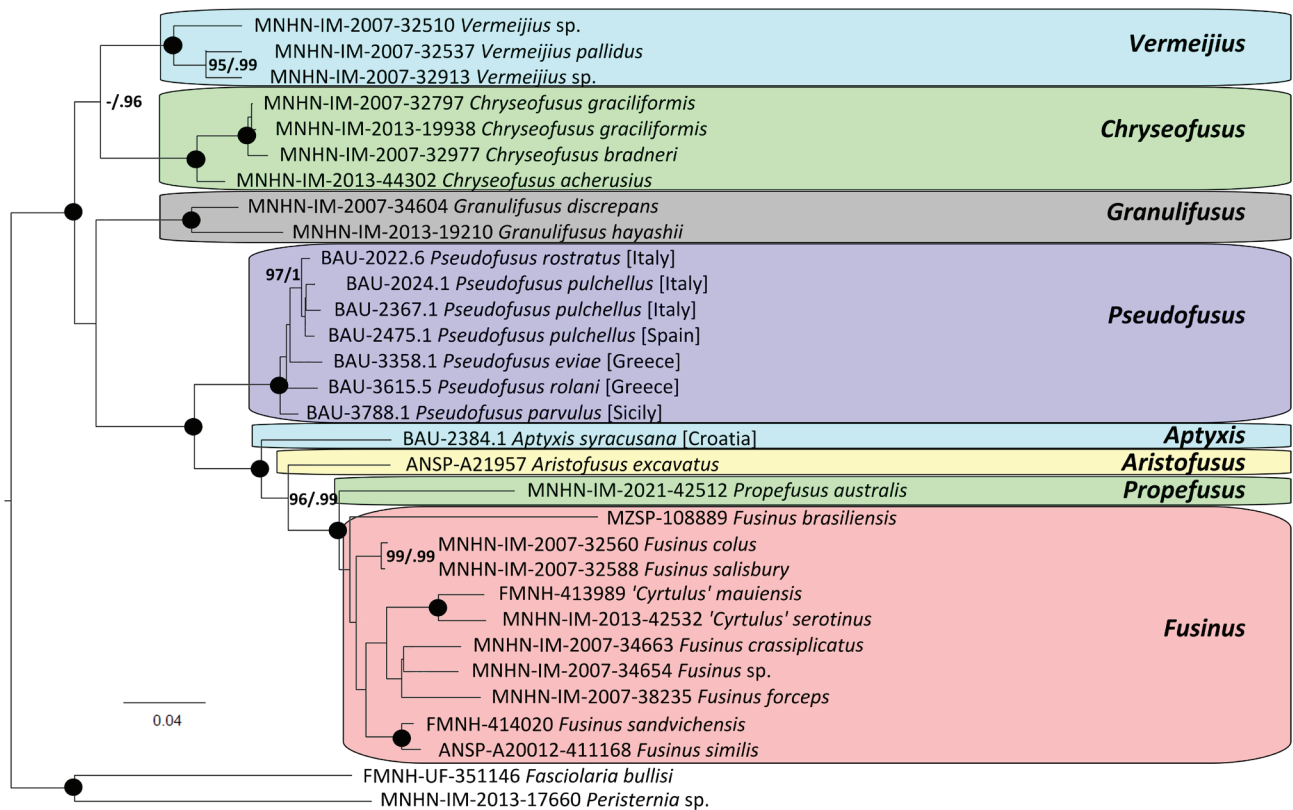 MNHN-IM-2007-32510 Vermeijius sp.
Vermeijius
95/.99
MNHN-IM-2007-32537 Vermeijius pallidus
MNHN-IM-2007-32913 Vermeijius sp.
-/.96
MNHN-IM-2007-32797 Chryseofusus graciliformis
MNHN-IM-2013-19938 Chryseofusus graciliformis
Chryseofusus
MNHN-IM-2007-32977 Chryseofusus bradneri
MNHN-IM-2013-44302 Chryseofusus acherusius
MNHN-IM-2007-34604 Granulifusus discrepans
Granulifusus
MNHN-IM-2013-19210 Granulifusus hayashii
BAU-2022.6 Pseudofusus rostratus [Italy]
97/1
BAU-2024.1 Pseudofusus pulchellus [Italy]
BAU-2367.1 Pseudofusus pulchellus [Italy]
Pseudofusus
BAU-2475.1 Pseudofusus pulchellus [Spain]
BAU-3358.1 Pseudofusus eviae [Greece]
BAU-3615.5 Pseudofusus rolani [Greece]
BAU-3788.1 Pseudofusus parvulus [Sicily]
BAU-2384.1 Aptyxis syracusana [Croatia]
Aptyxis
ANSP-A21957 Aristofusus excavatus
Aristofusus
96/.99
MNHN-IM-2021-42512 Propefusus australis
Propefusus
MZSP-108889 Fusinus brasiliensis
MNHN-IM-2007-32560 Fusinus colus
99/.99
MNHN-IM-2007-32588 Fusinus salisbury
FMNH-413989 'Cyrtulus' mauiensis
MNHN-IM-2013-42532 'Cyrtulus' serotinus
Fusinus
MNHN-IM-2007-34663 Fusinus crassiplicatus
MNHN-IM-2007-34654 Fusinus sp.
MNHN-IM-2007-38235 Fusinus forceps
0.04
FMNH-414020 Fusinus sandvichensis
ANSP-A20012-411168 Fusinus similis
FMNH-UF-351146 Fasciolaria bullisi
MNHN-IM-2013-17660 Peristernia sp.